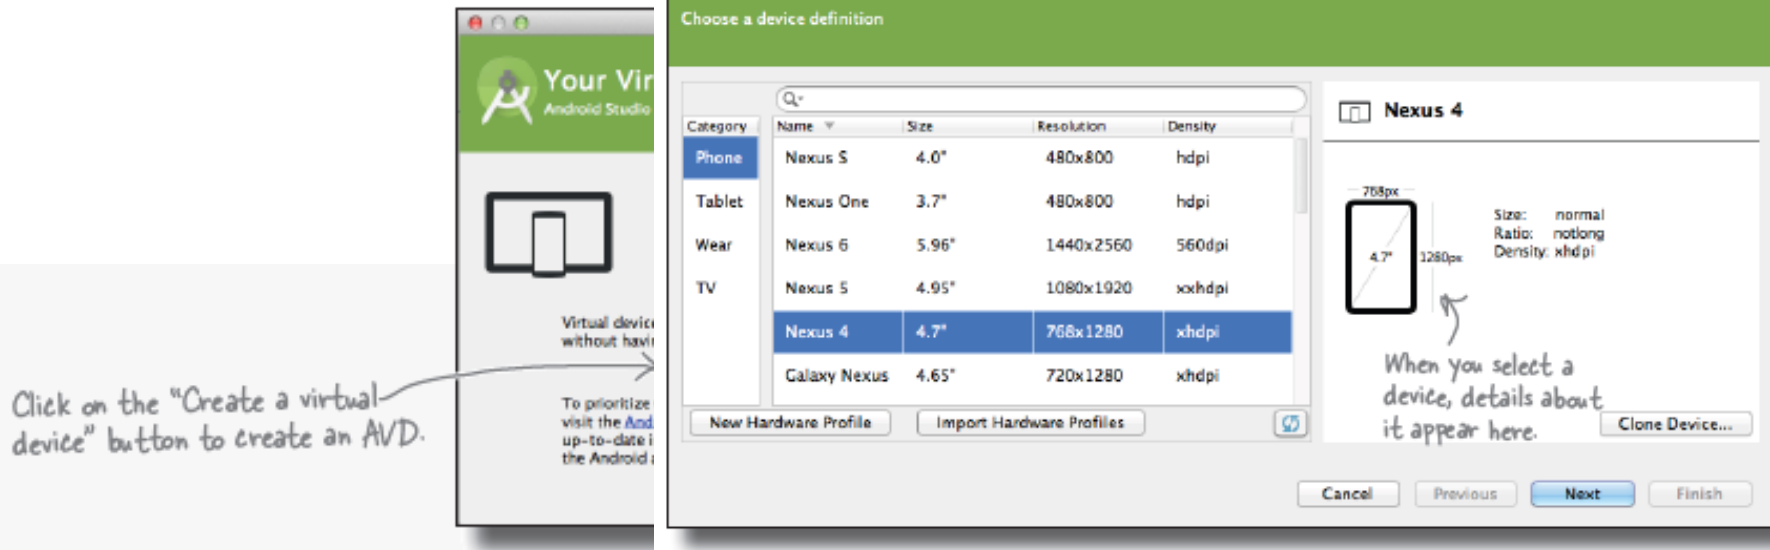 Click on the "Create a virtual
device" button to create an AVD.
Your Vir
Android Studio
Virtual device
without havi
To prioritize
visit the And
up-to-date i
the Android a
Choose a device definition
Category Name Size Resolution Density
Phone Nexus S 4.0" 480x800 hdpi
Tablet Nexus One 3.7" 480x800 hdpi
Wear Nexus 6 5.96" 1440x2560 560dpi
TV Nexus 5 4.95" 1080x1920 xxhdpi
Nexus 4 4.7" 768x1280 xhdpi
Galaxy Nexus 4.65" 720x1280 xhdpi
New Hardware Profile Import Hardware Profiles
Nexus 4
768px
4.7" 1280px
Size: normal
Ratio: notlong
Density: xhdpi
When you select a
device, details about
it appear here.
Clone Device...
Cancel Previous Next Finish